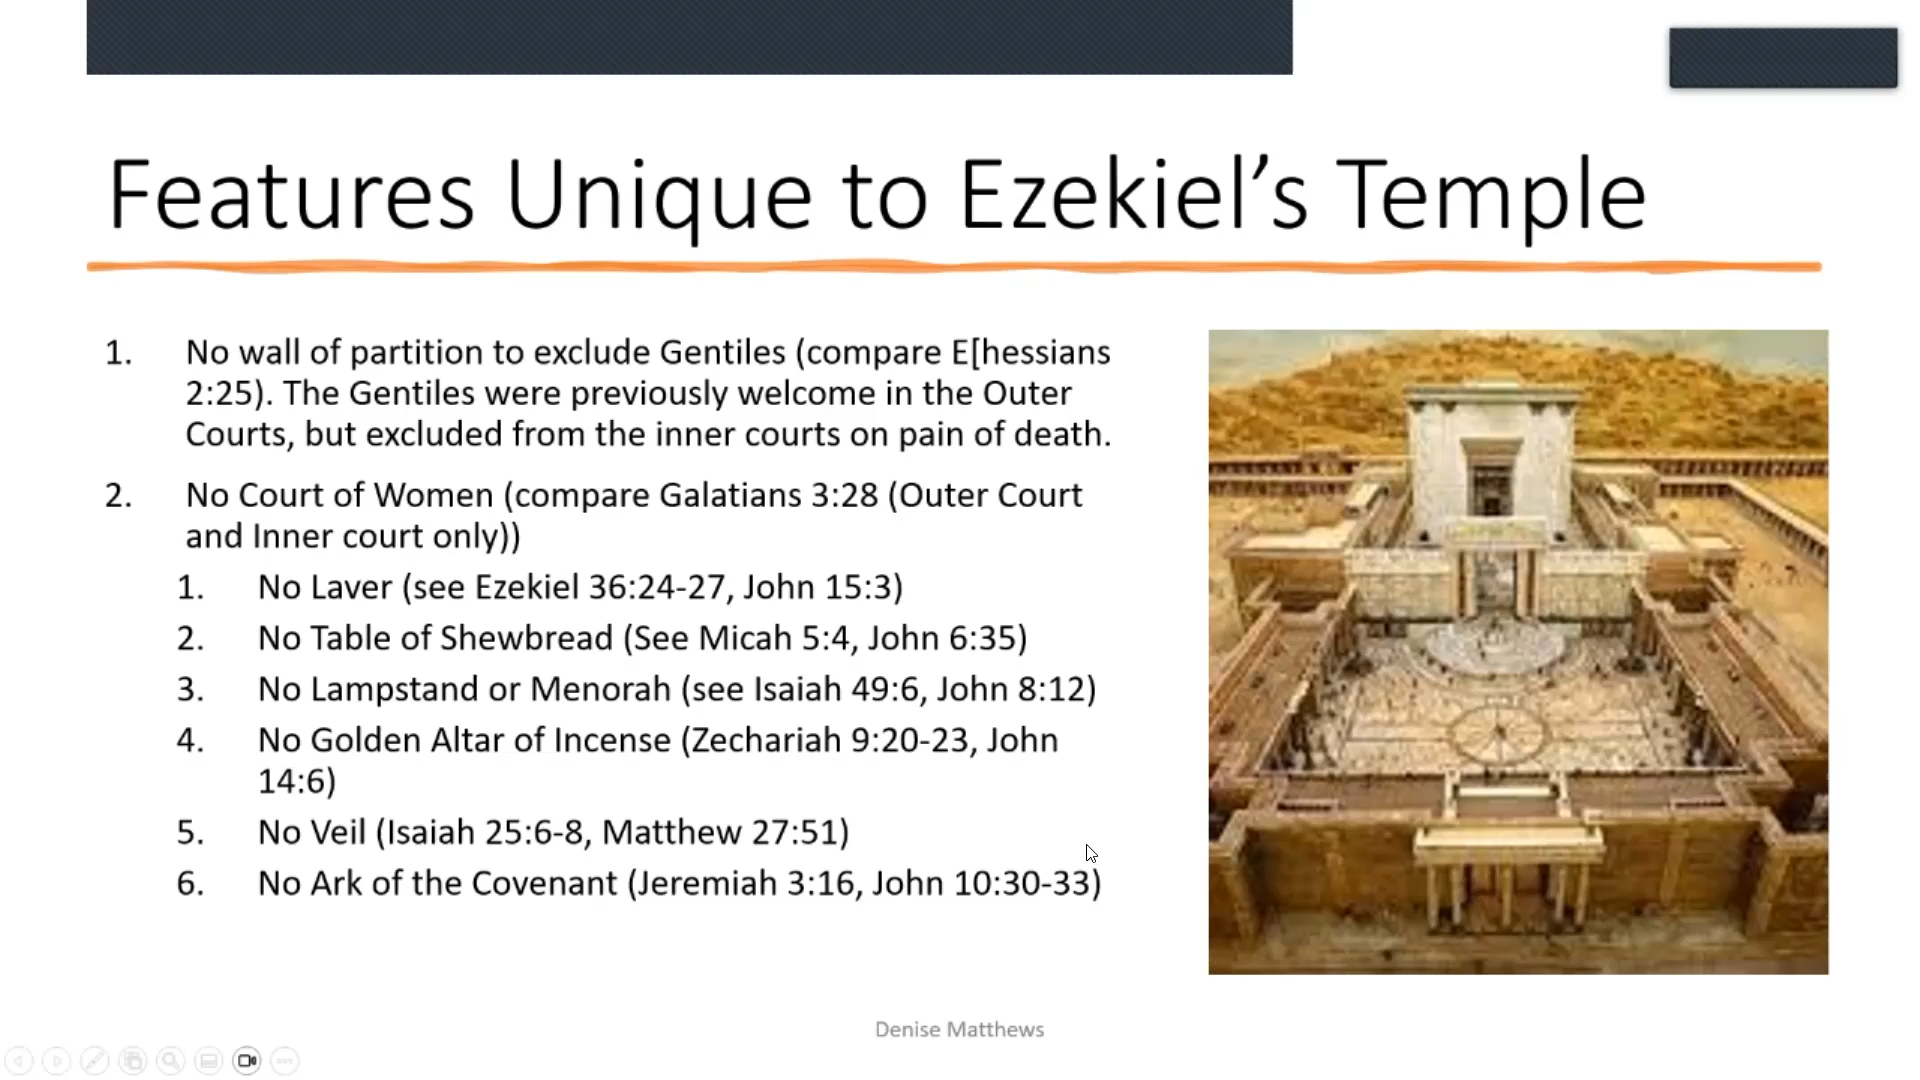 Features Unique to Ezekiel’s Temple
1. No wall of partition to exclude Gentiles (compare E[hessians
2:25). The Gentiles were previously welcome in the Outer
Courts, but excluded from the inner courts on pain of death.
2. No Court of Women (compare Galatians 3:28 (Outer Court
and Inner court only))
1. No Laver (see Ezekiel 36:24-27, John 15:3)
2. No Table of Shewbread (See Micah 5:4, John 6:35)
3. No Lampstand or Menorah (see Isaiah 49:6, John 8:12)
4. No Golden Altar of Incense (Zechariah 9:20-23, John
14:6)
5. No Veil (Isaiah 25:6-8, Matthew 27:51)
6. No Ark of the Covenant (Jeremiah 3:16, John 10:30-33)
Denise Matthews